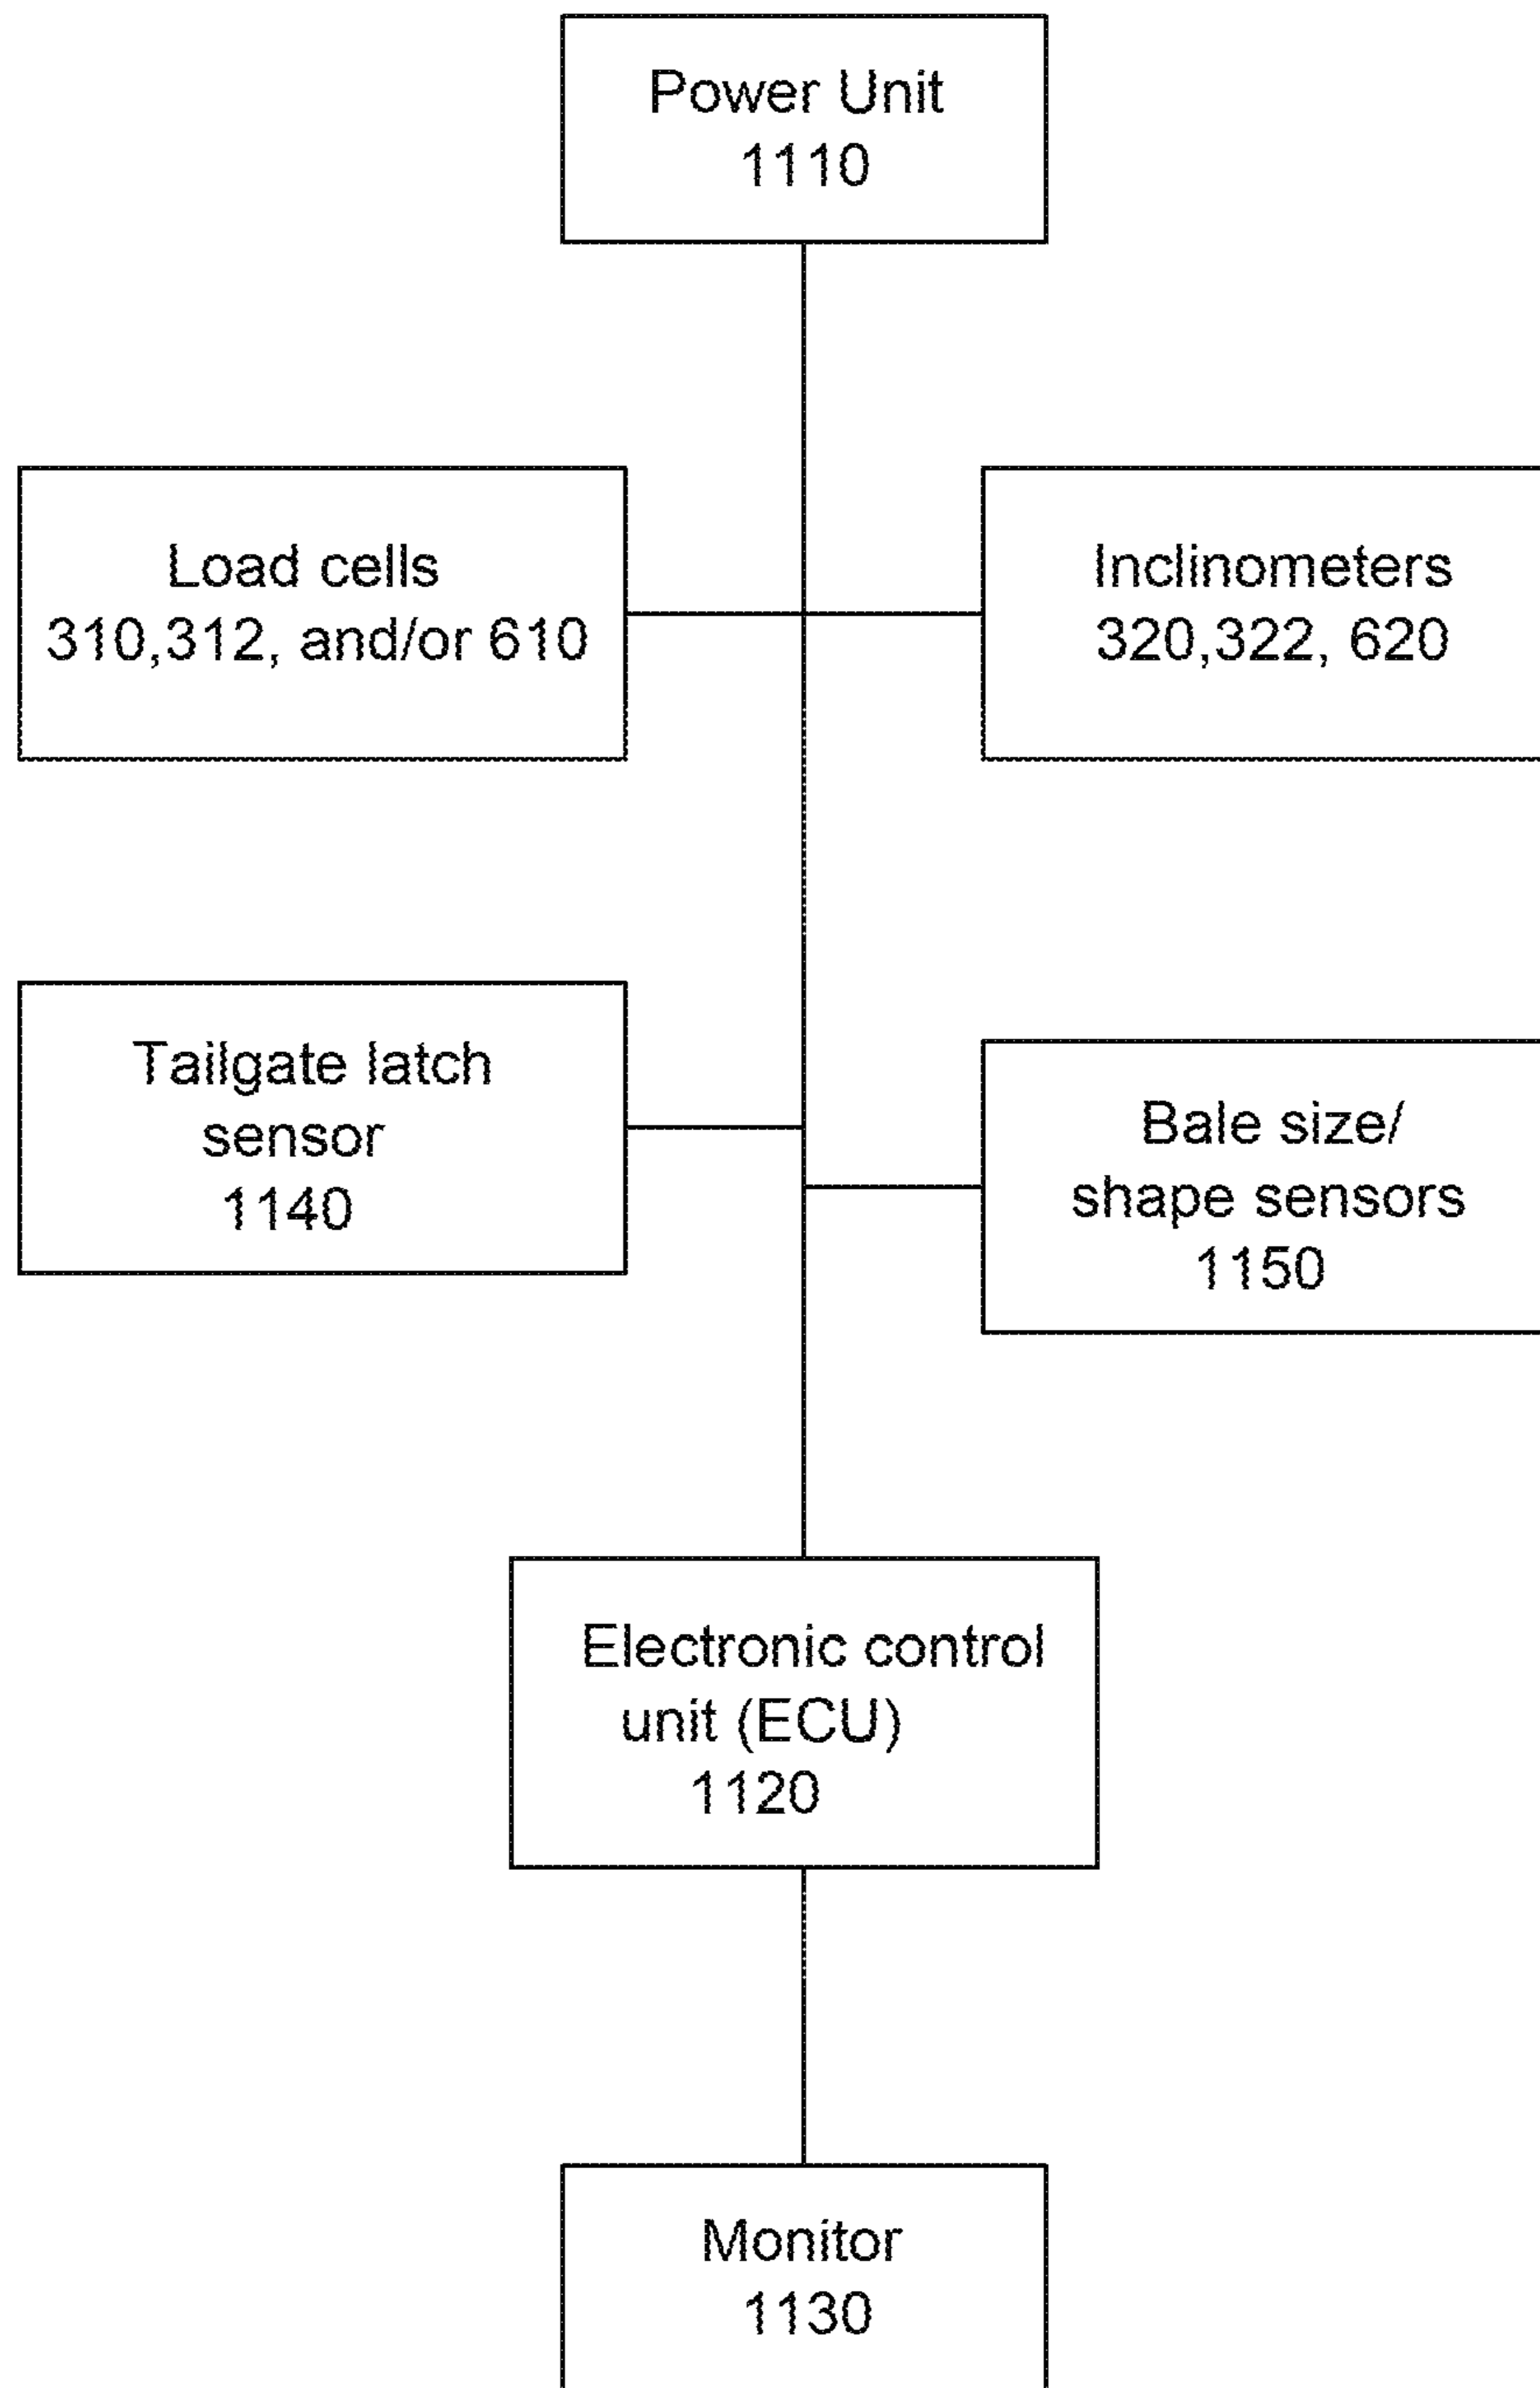 Power Unit
1110
Load cells
310,312, and/or 610
Inclinometers
320,322, 620
Tailgate latch
sensor
1140
Bale size/
shape sensors
1150
Electronic control
unit (ECU)
1120
Monitor
1130